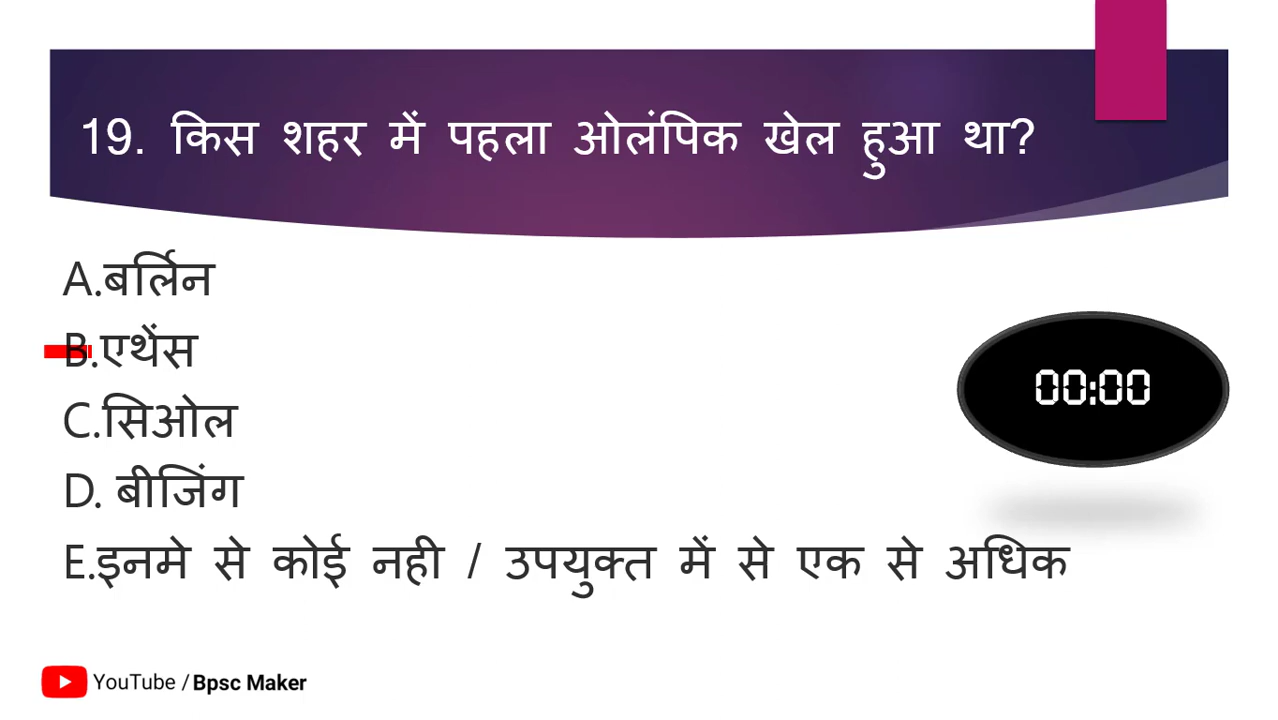 19. किस शहर में पहला ओलंपिक खेल हुआ था?
A.बर्लिन
B.एथेंस
C.सिओल
D. बीजिंग
E.इनमे से कोई नही / उपयुक्त में से एक से अधिक
00:00
YouTube / Bpsc Maker